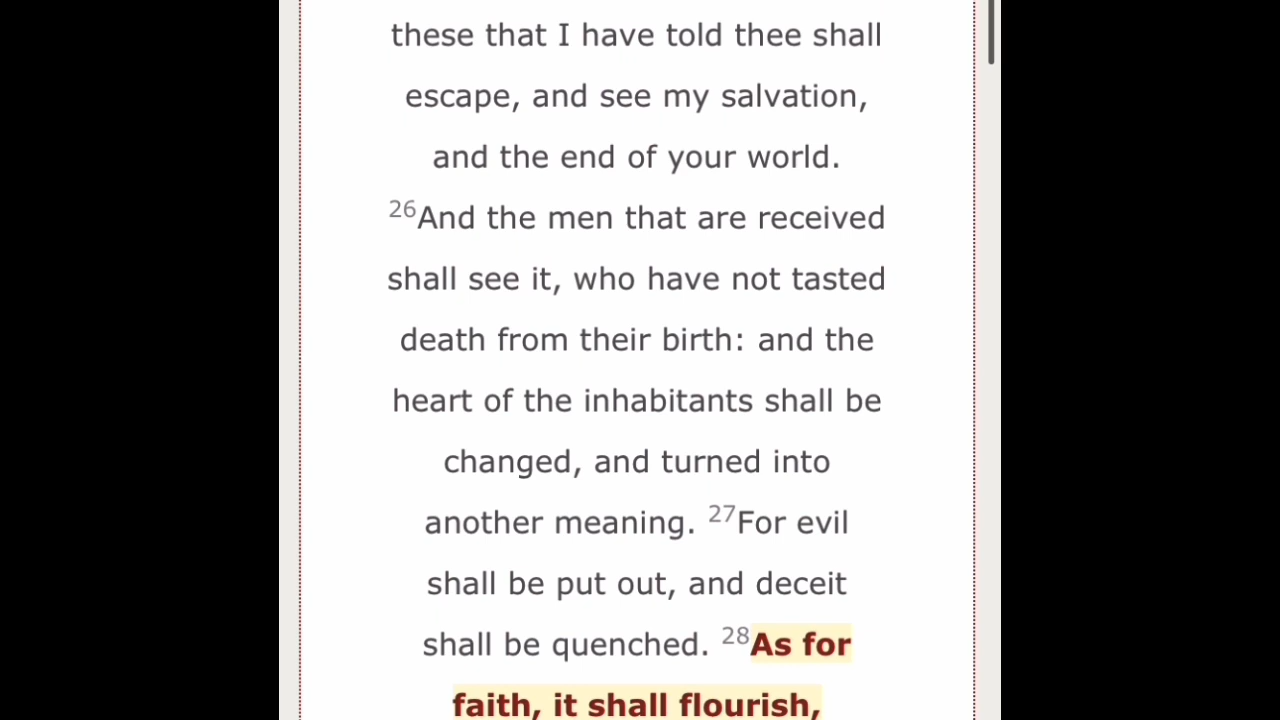 these that I have told thee shall
escape, and see my salvation,
and the end of your world.
26And the men that are received
shall see it, who have not tasted
death from their birth: and the
heart of the inhabitants shall be
changed, and turned into
another meaning. 27For evil
shall be put out, and deceit
shall be quenched. 28As for
faith, it shall flourish,